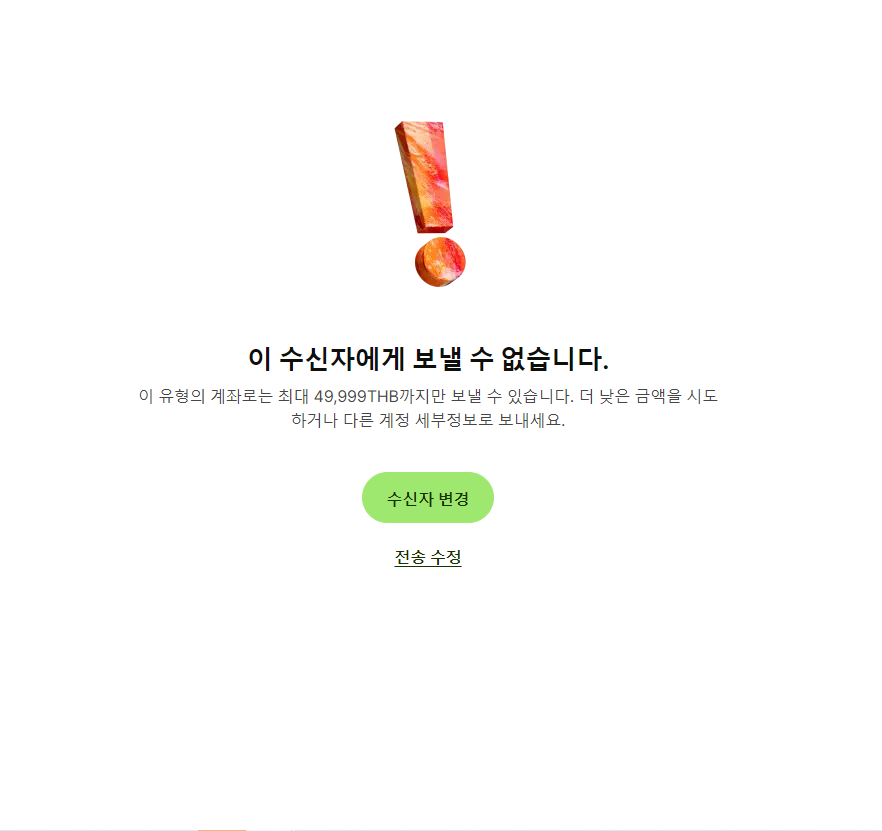 이 수신자에게 보낼 수 없습니다.
이 유형의 계좌로는 최대 49,999THB까지만 보낼 수 있습니다. 더 낮은 금액을 시도
하거나 다른 계정 세부정보로 보내세요.
수신자 변경
전송 수정